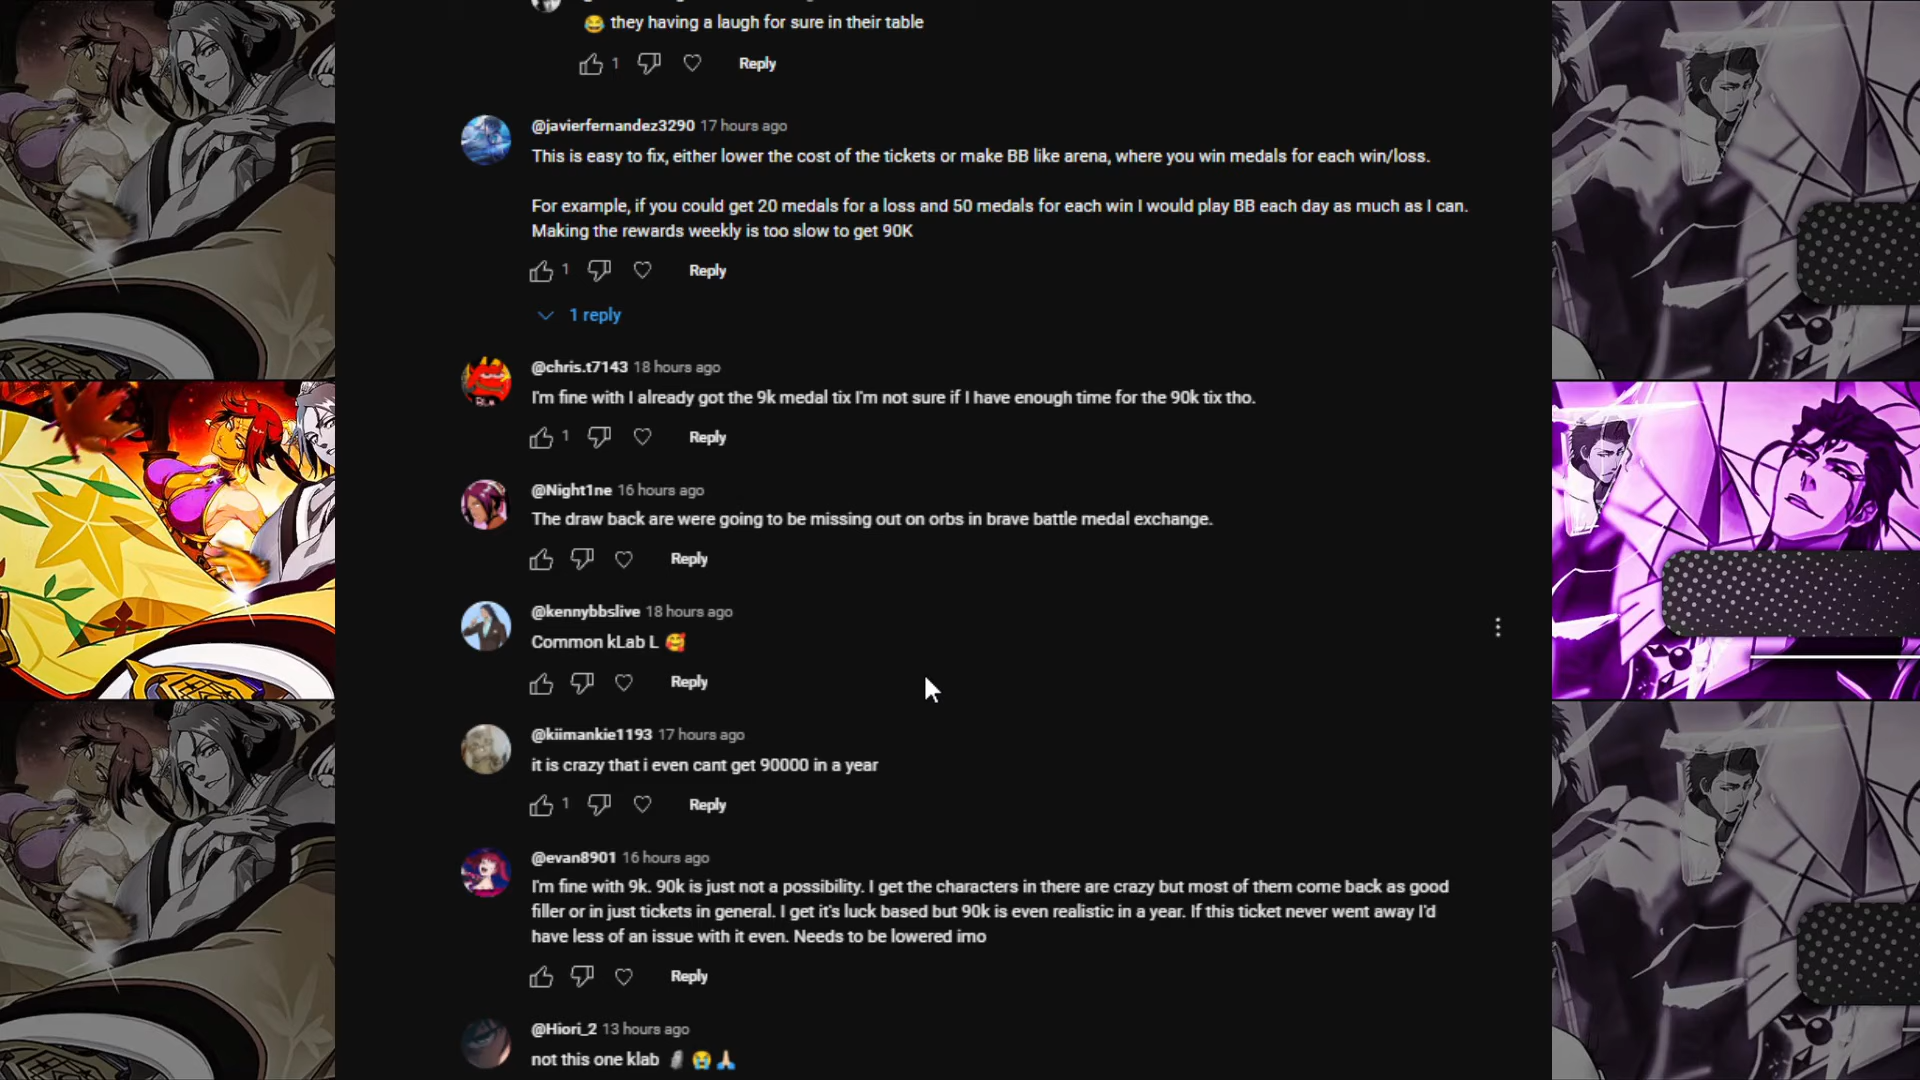 😂 they having a laugh for sure in their table
1 Reply
@javierfernandez3290 17 hours ago
This is easy to fix, either lower the cost of the tickets or make BB like arena, where you win medals for each win/loss.
For example, if you could get 20 medals for a loss and 50 medals for each win I would play BB each day as much as I can.
Making the rewards weekly is too slow to get 90K
1 Reply
1 reply
@chris.t7143 18 hours ago
I'm fine with I already got the 9k medal tix I'm not sure if I have enough time for the 90k tix tho.
1 Reply
@Night1ne 16 hours ago
The draw back are were going to be missing out on orbs in brave battle medal exchange.
Reply
@kennybbslive 18 hours ago
Common kLab L 🥰
Reply
@kiimankie1193 17 hours ago
it is crazy that i even cant get 90000 in a year
1 Reply
@evan8901 16 hours ago
I'm fine with 9k. 90k is just not a possibility. I get the characters in there are crazy but most of them come back as good
filler or in just tickets in general. I get it's luck based but 90k is even realistic in a year. If this ticket never went away I'd
have less of an issue with it even. Needs to be lowered imo
Reply
@Hiori_2 13 hours ago
not this one klab 😭🙏🏻